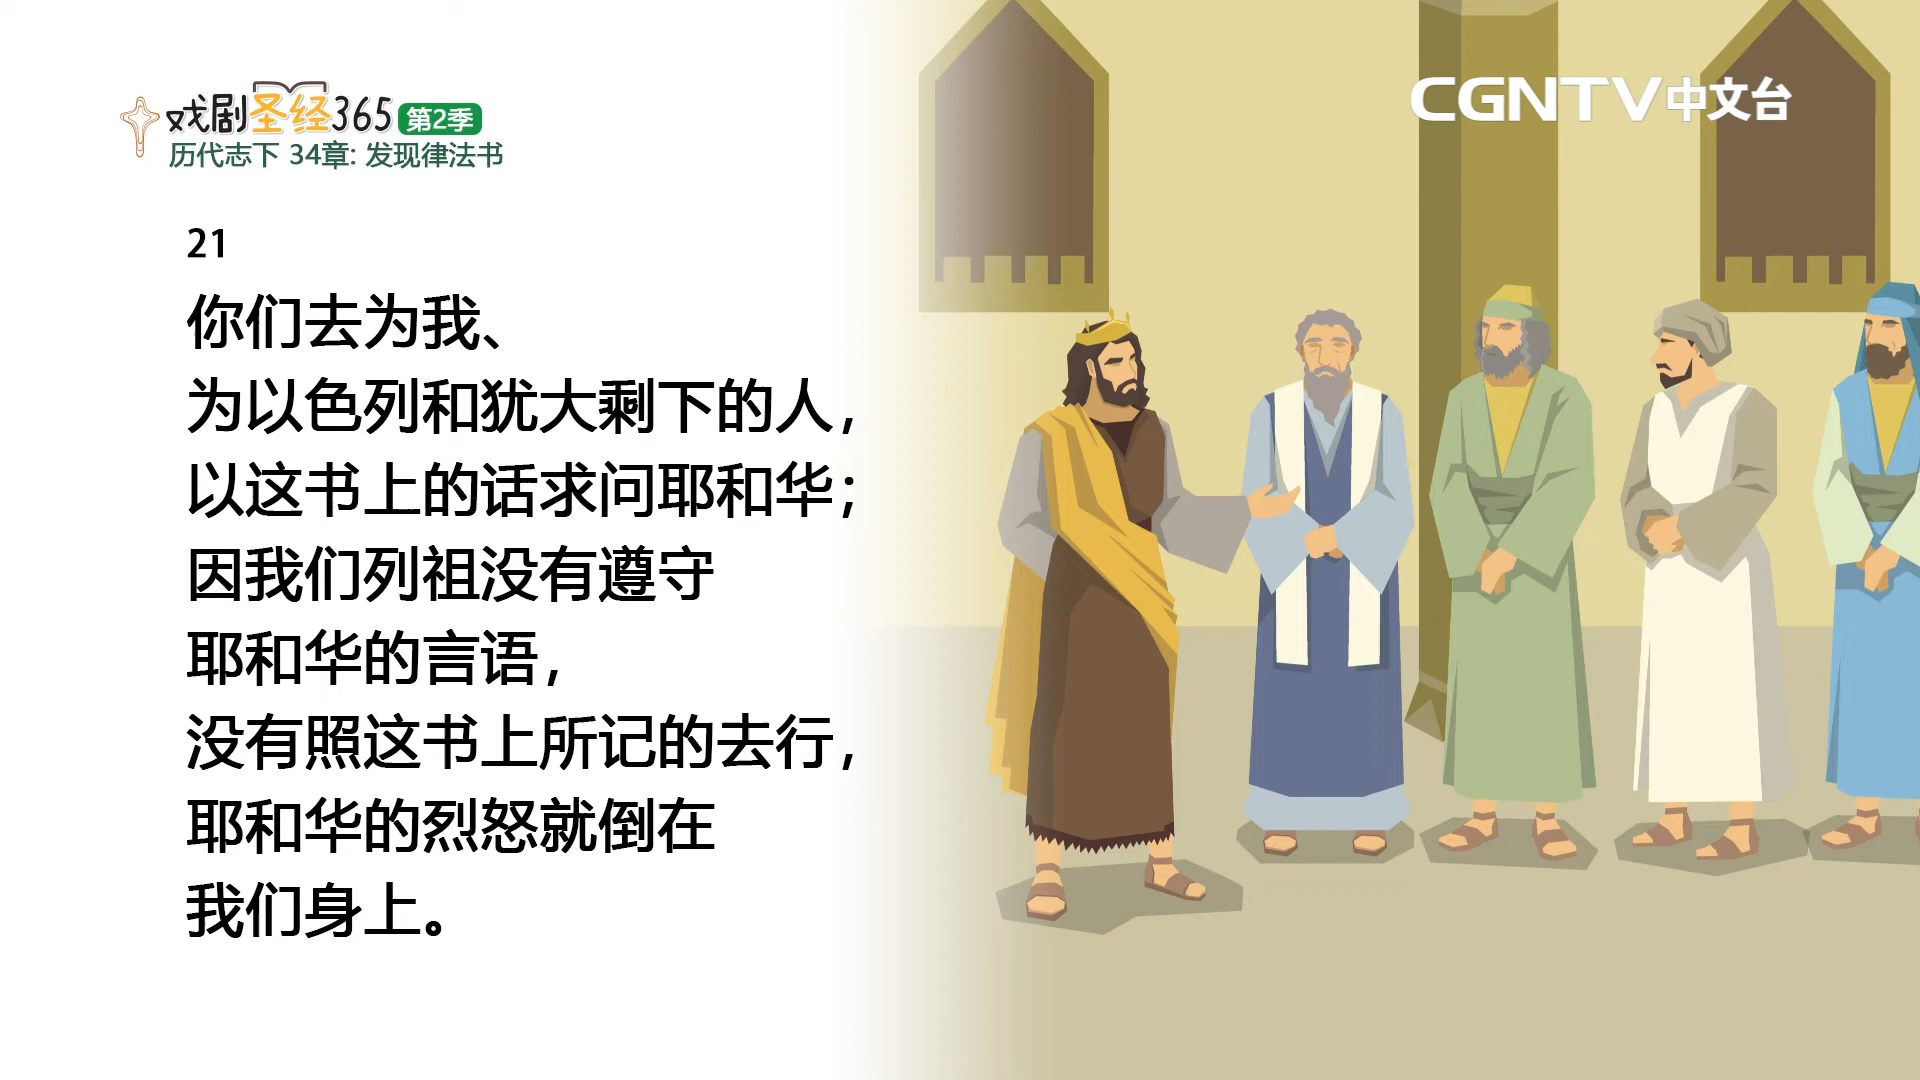 戏剧圣经365 第2季
历代志下 34章: 发现律法书
CGNTV中文台
21
你们去为我、
为以色列和犹大剩下的人，
以这书上的话求问耶和华；
因我们列祖没有遵守
耶和华的言语，
没有照这书上所记的去行，
耶和华的烈怒就倒在
我们身上。